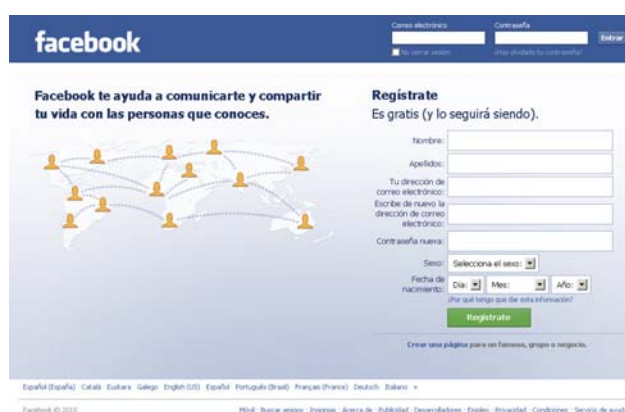 Correo electrónico Contraseña
facebook
Entrar
No cerrar sesión ¿Has olvidado tu contraseña?
Facebook te ayuda a comunicarte y compartir
tu vida con las personas que conoces.
Regístrate
Es gratis (y lo seguirá siendo).
Nombre:
Apellidos:
Tu dirección de
correo electrónico:
Escribe de nuevo la
dirección de correo
electrónico:
Contraseña nueva:
Sexo: Selecciona el sexo:
Fecha de
nacimiento: Día: Mes: Año:
¿Por qué tengo que dar esta información?
Regístrate
Crear una página para un famoso, grupo o negocio.
Español (España) Català Euskara Galego English (US) Español Português (Brasil) Français (France) Deutsch Italiano »
Facebook © 2010 Móvil · Buscar amigos · Insignias · Acerca de · Publicidad · Desarrolladores · Empleo · Privacidad · Condiciones · Servicio de ayuda